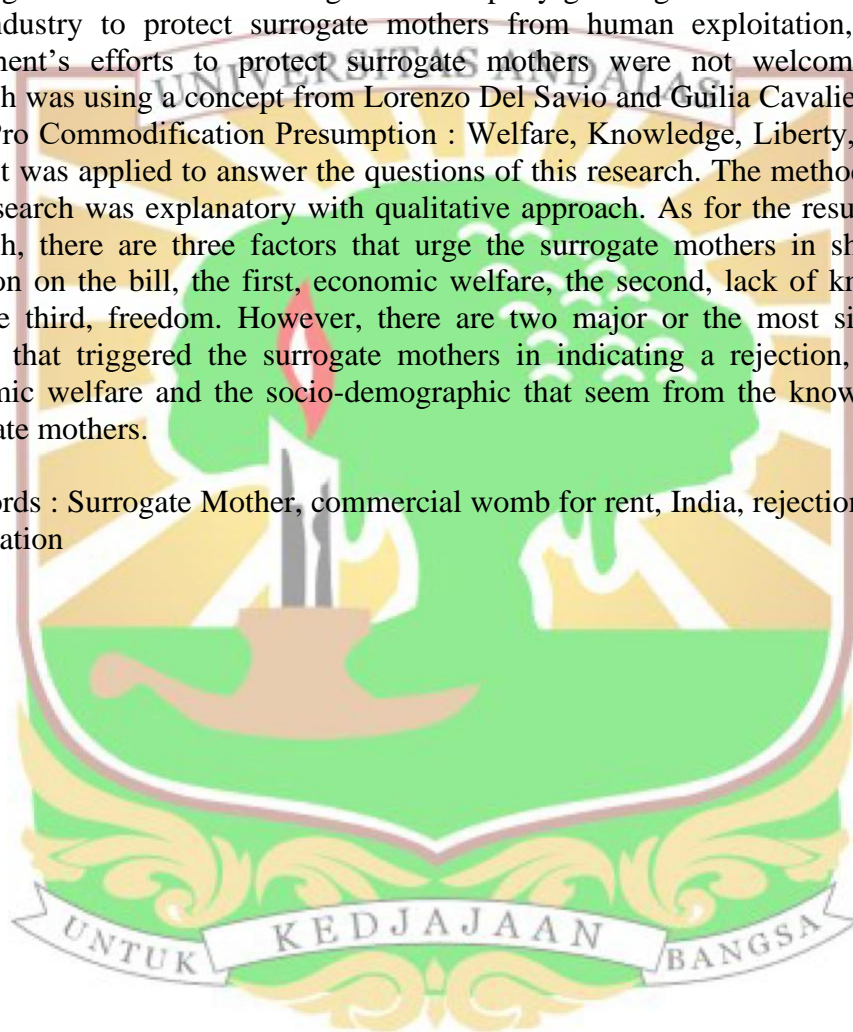 industry to protect surrogate mothers from human exploitation,
ment's efforts to protect surrogate mothers were not welcom
h was using a concept from Lorenzo Del Savio and Guilia Cavalie
Pro Commodification Presumption : Welfare, Knowledge, Liberty,
t was applied to answer the questions of this research. The method
search was explanatory with qualitative approach. As for the resu
h, there are three factors that urge the surrogate mothers in sh
on on the bill, the first, economic welfare, the second, lack of kn
e third, freedom. However, there are two major or the most si
that triggered the surrogate mothers in indicating a rejection,
mic welfare and the socio-demographic that seem from the know
ate mothers.
ords : Surrogate Mother, commercial womb for rent, India, rejection
ation
UNIVERSITAS ANDALAS
UNTUK KEDJAJAAN BANGSA